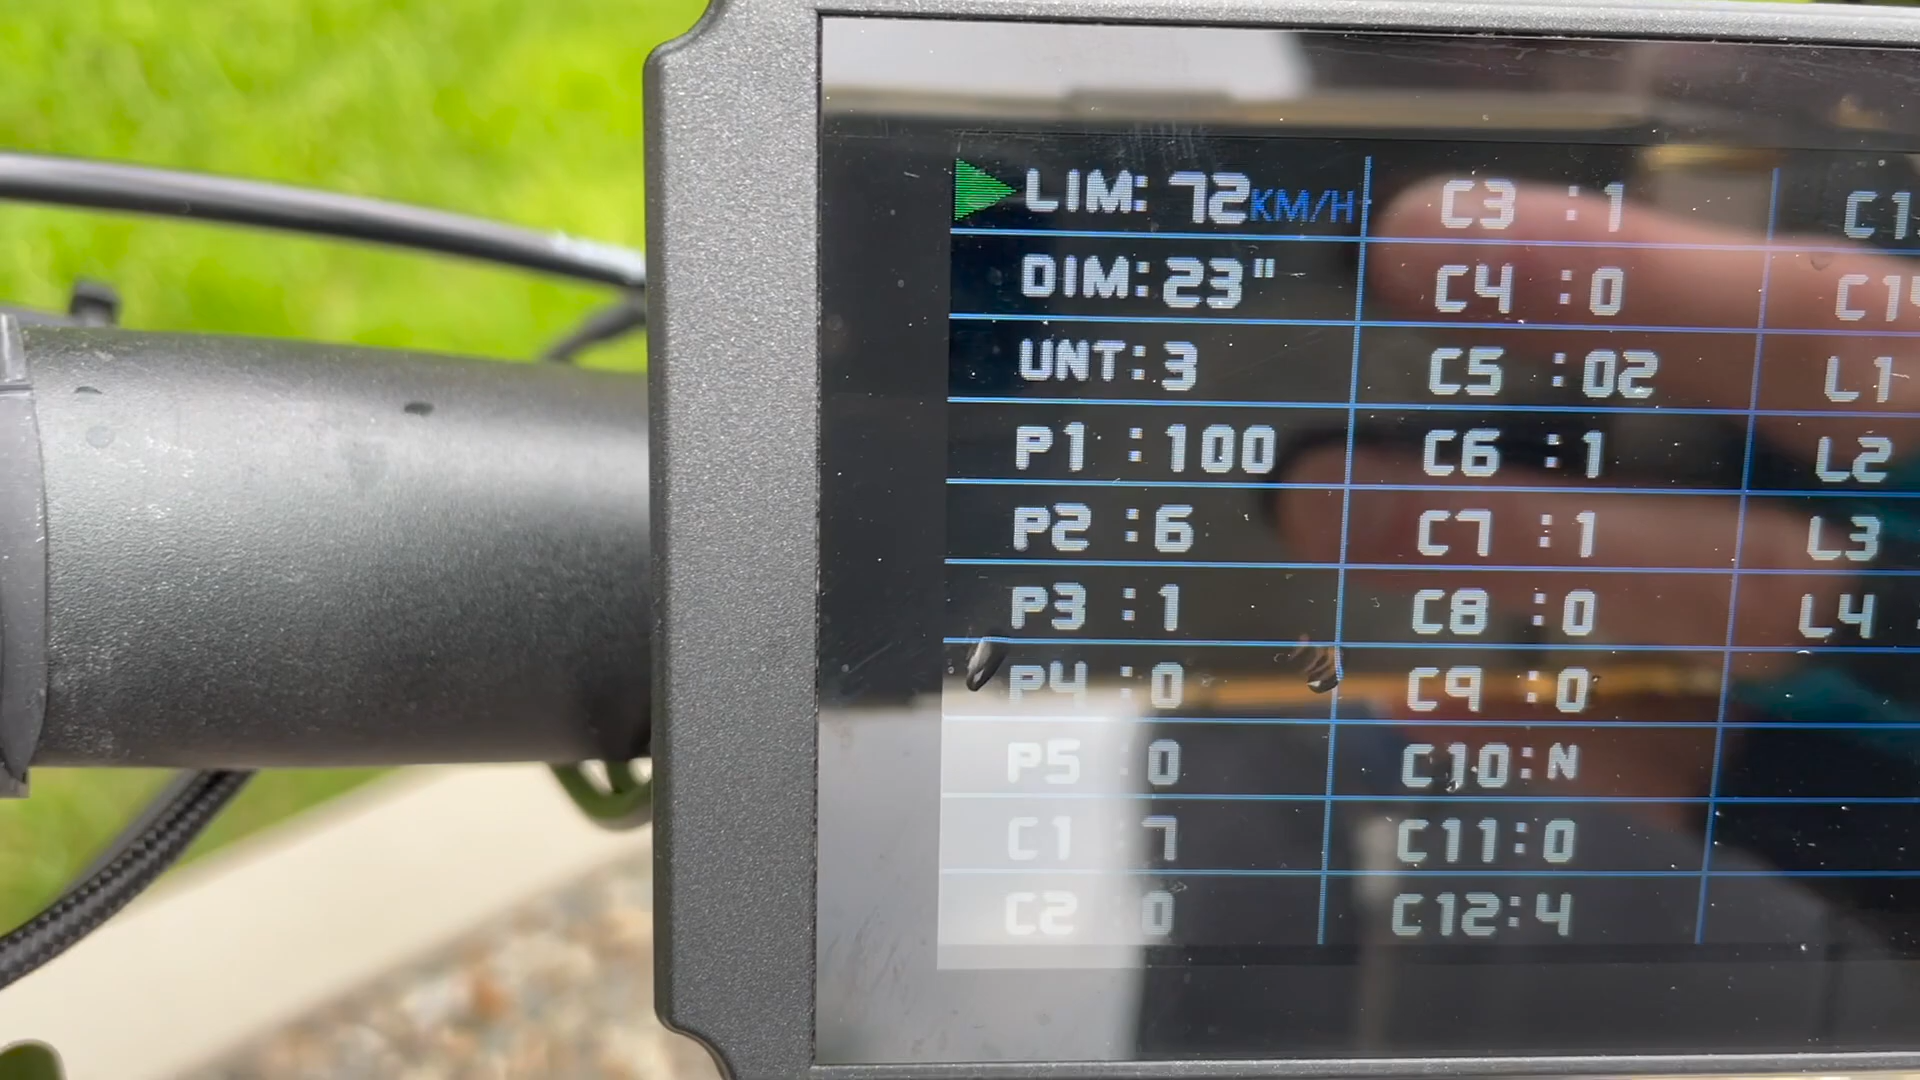 LIM: 72KM/H
DIM: 23"
UNT: 3
P1 :100
P2 :6
P3 :1
P4 :0
P5 :0
C1 :7
C2 :0
C3 :1
C4 :0
C5 :02
C6 :1
C7 :1
C8 :0
C9 :0
C10:N
C11:0
C12:4
L1
L2
L3
L4